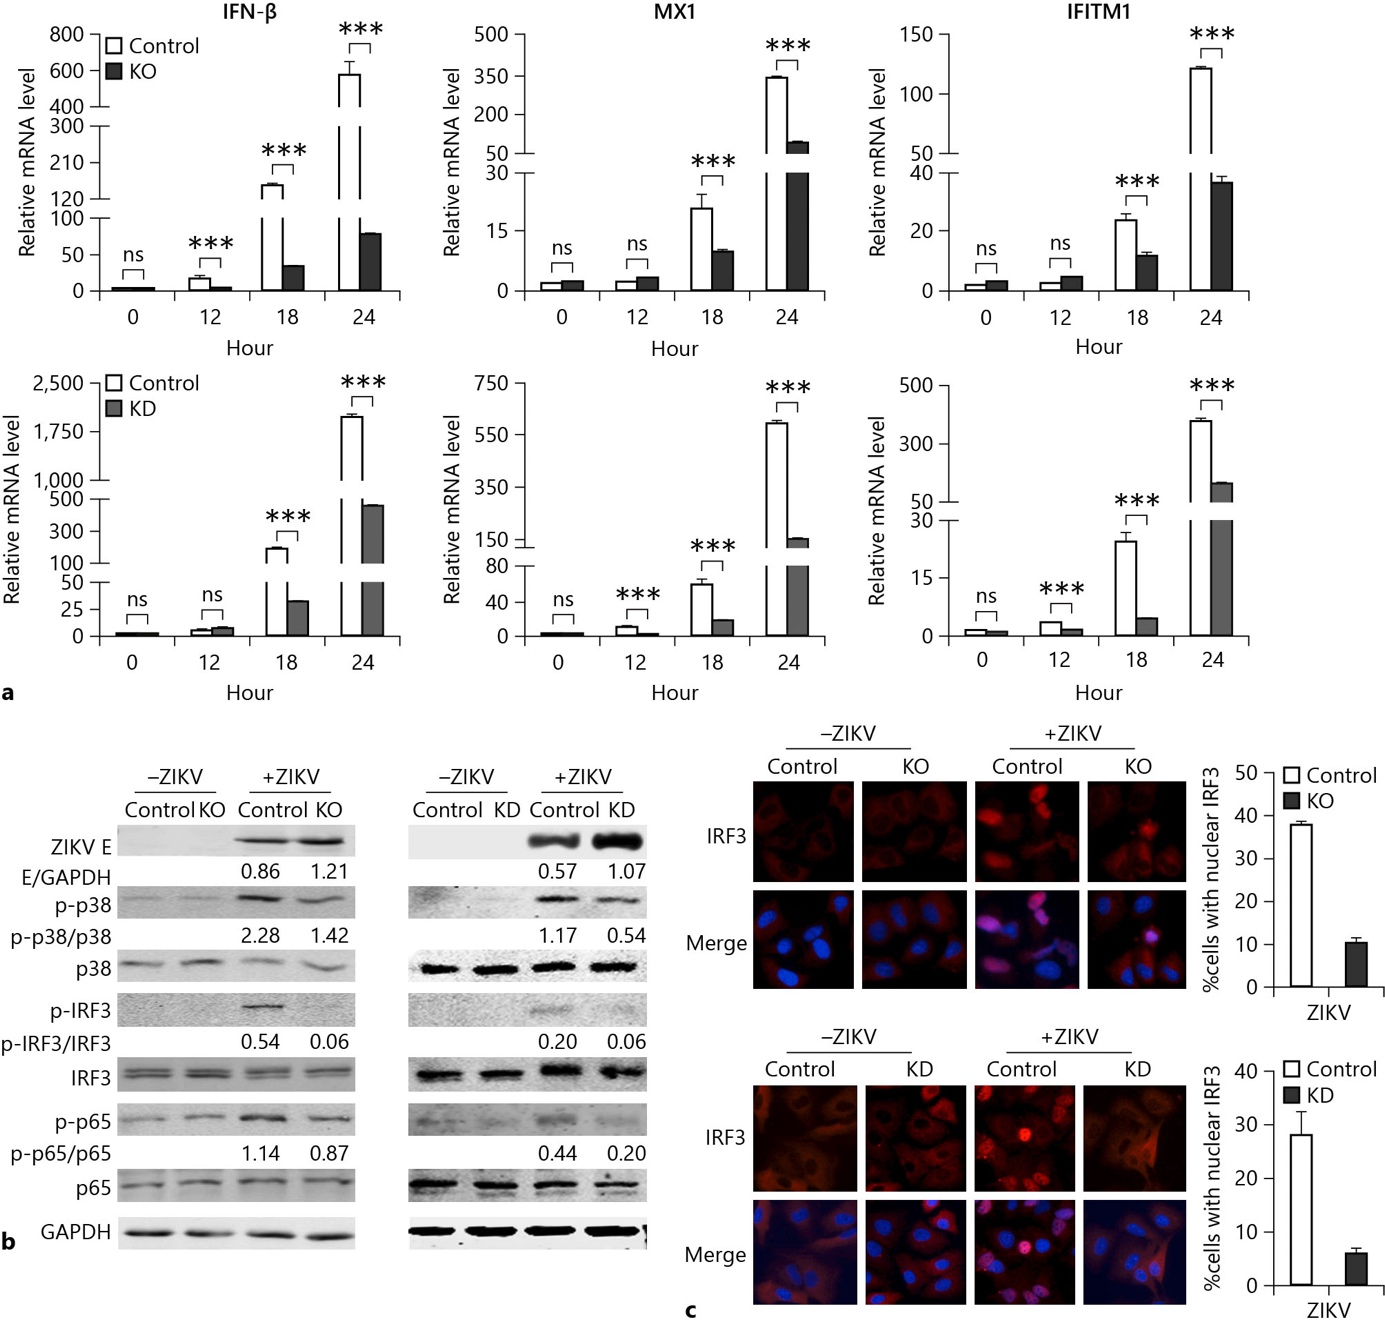 IFN-β
MX1
IFITM1
Relative mRNA level
800
600
400
300
210
120
100
50
0
Control
KO
ns
***
***
***
0 12 18 24
Hour
Relative mRNA level
500
350
200
50
30
15
0
ns
ns
***
***
0 12 18 24
Hour
Relative mRNA level
150
100
50
40
20
0
ns
ns
***
***
0 12 18 24
Hour
Relative mRNA level
2,500
1,750
1,000
500
300
100
50
25
0
Control
KD
ns
ns
***
***
0 12 18 24
Hour
Relative mRNA level
750
550
350
150
80
40
0
ns
***
***
***
0 12 18 24
Hour
Relative mRNA level
500
300
50
30
15
0
ns
***
***
***
0 12 18 24
Hour
a
–ZIKV +ZIKV –ZIKV +ZIKV
Control KO Control KO Control KD Control KD
ZIKV E
E/GAPDH 0.86 1.21 0.57 1.07
p-p38
p-p38/p38 2.28 1.42 1.17 0.54
p38
p-IRF3
p-IRF3/IRF3 0.54 0.06 0.20 0.06
IRF3
p-p65
p-p65/p65 1.14 0.87 0.44 0.20
p65
GAPDH
b
–ZIKV +ZIKV
Control KO Control KO
IRF3
Merge
%cells with nuclear IRF3
50
40
30
20
10
0
Control
KO
ZIKV
–ZIKV +ZIKV
Control KD Control KD
IRF3
Merge
%cells with nuclear IRF3
40
30
20
10
0
Control
KD
ZIKV
c